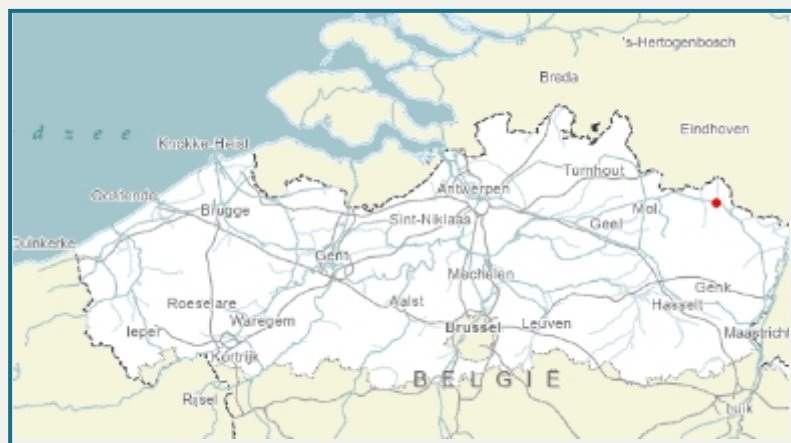 's-Hertogenbosch
Breda
d z e e
Eindhoven
Knokke-Heist
Turnhout
Oostende
Antwerpen
Brugge
Sint-Niklaas
Mol
Geel
Duinkerke
Gent
Mechelen
Genk
Roeselare
Aalst
Hasselt
Ieper
Waregem
Brussel
Leuven
Maastricht
Kortrijk
BELGIË
Rijsel
Luik